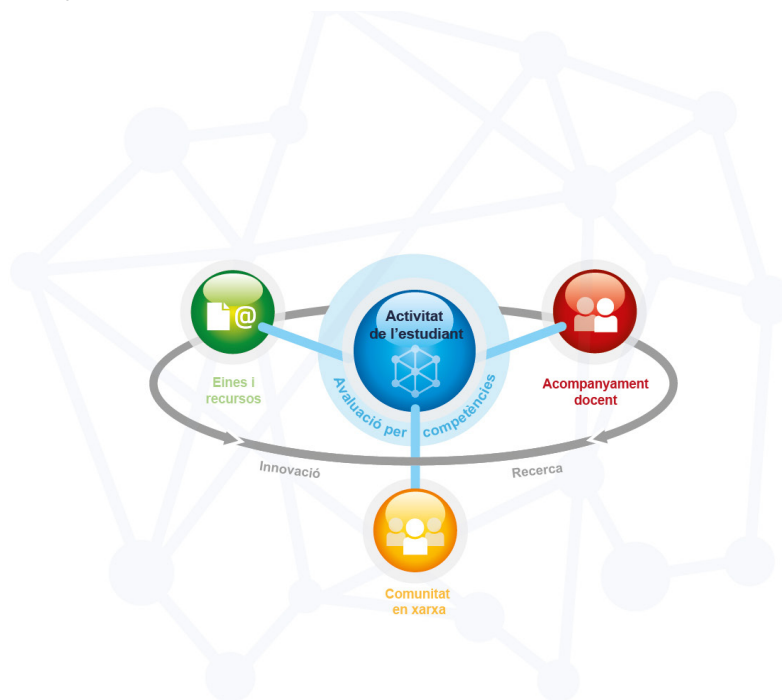 @
Activitat
de l'estudiant
Avaluació per competències
Eines i
recursos
Acompanyament
docent
Innovació
Recerca
Comunitat
en xarxa